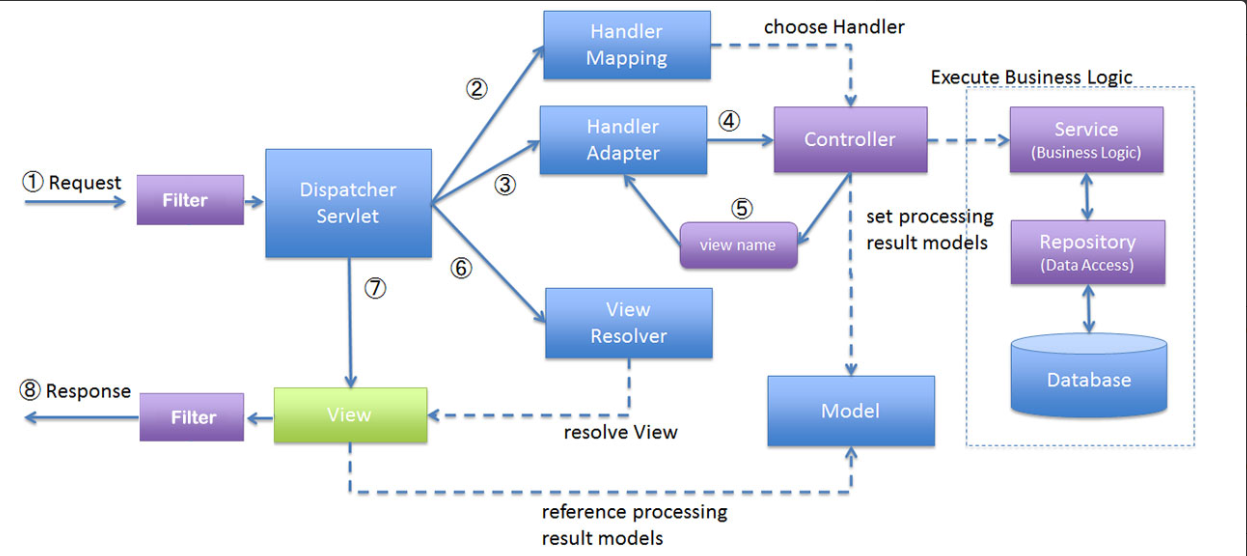 Handler
Mapping
choose Handler
②
Execute Business Logic
Handler
Adapter
④
Controller
Service
(Business Logic)
① Request
Filter
Dispatcher
Servlet
③
⑤
view name
set processing
result models
Repository
(Data Access)
⑥
⑦
View
Resolver
Database
⑧ Response
Filter
View
resolve View
Model
reference processing
result models